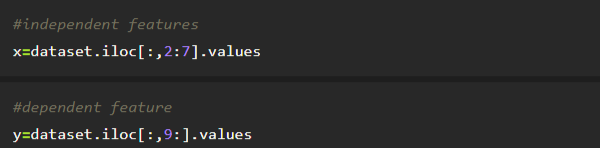 #independent features
x=dataset.iloc[:,2:7].values
#dependent feature
y=dataset.iloc[:,9:].values